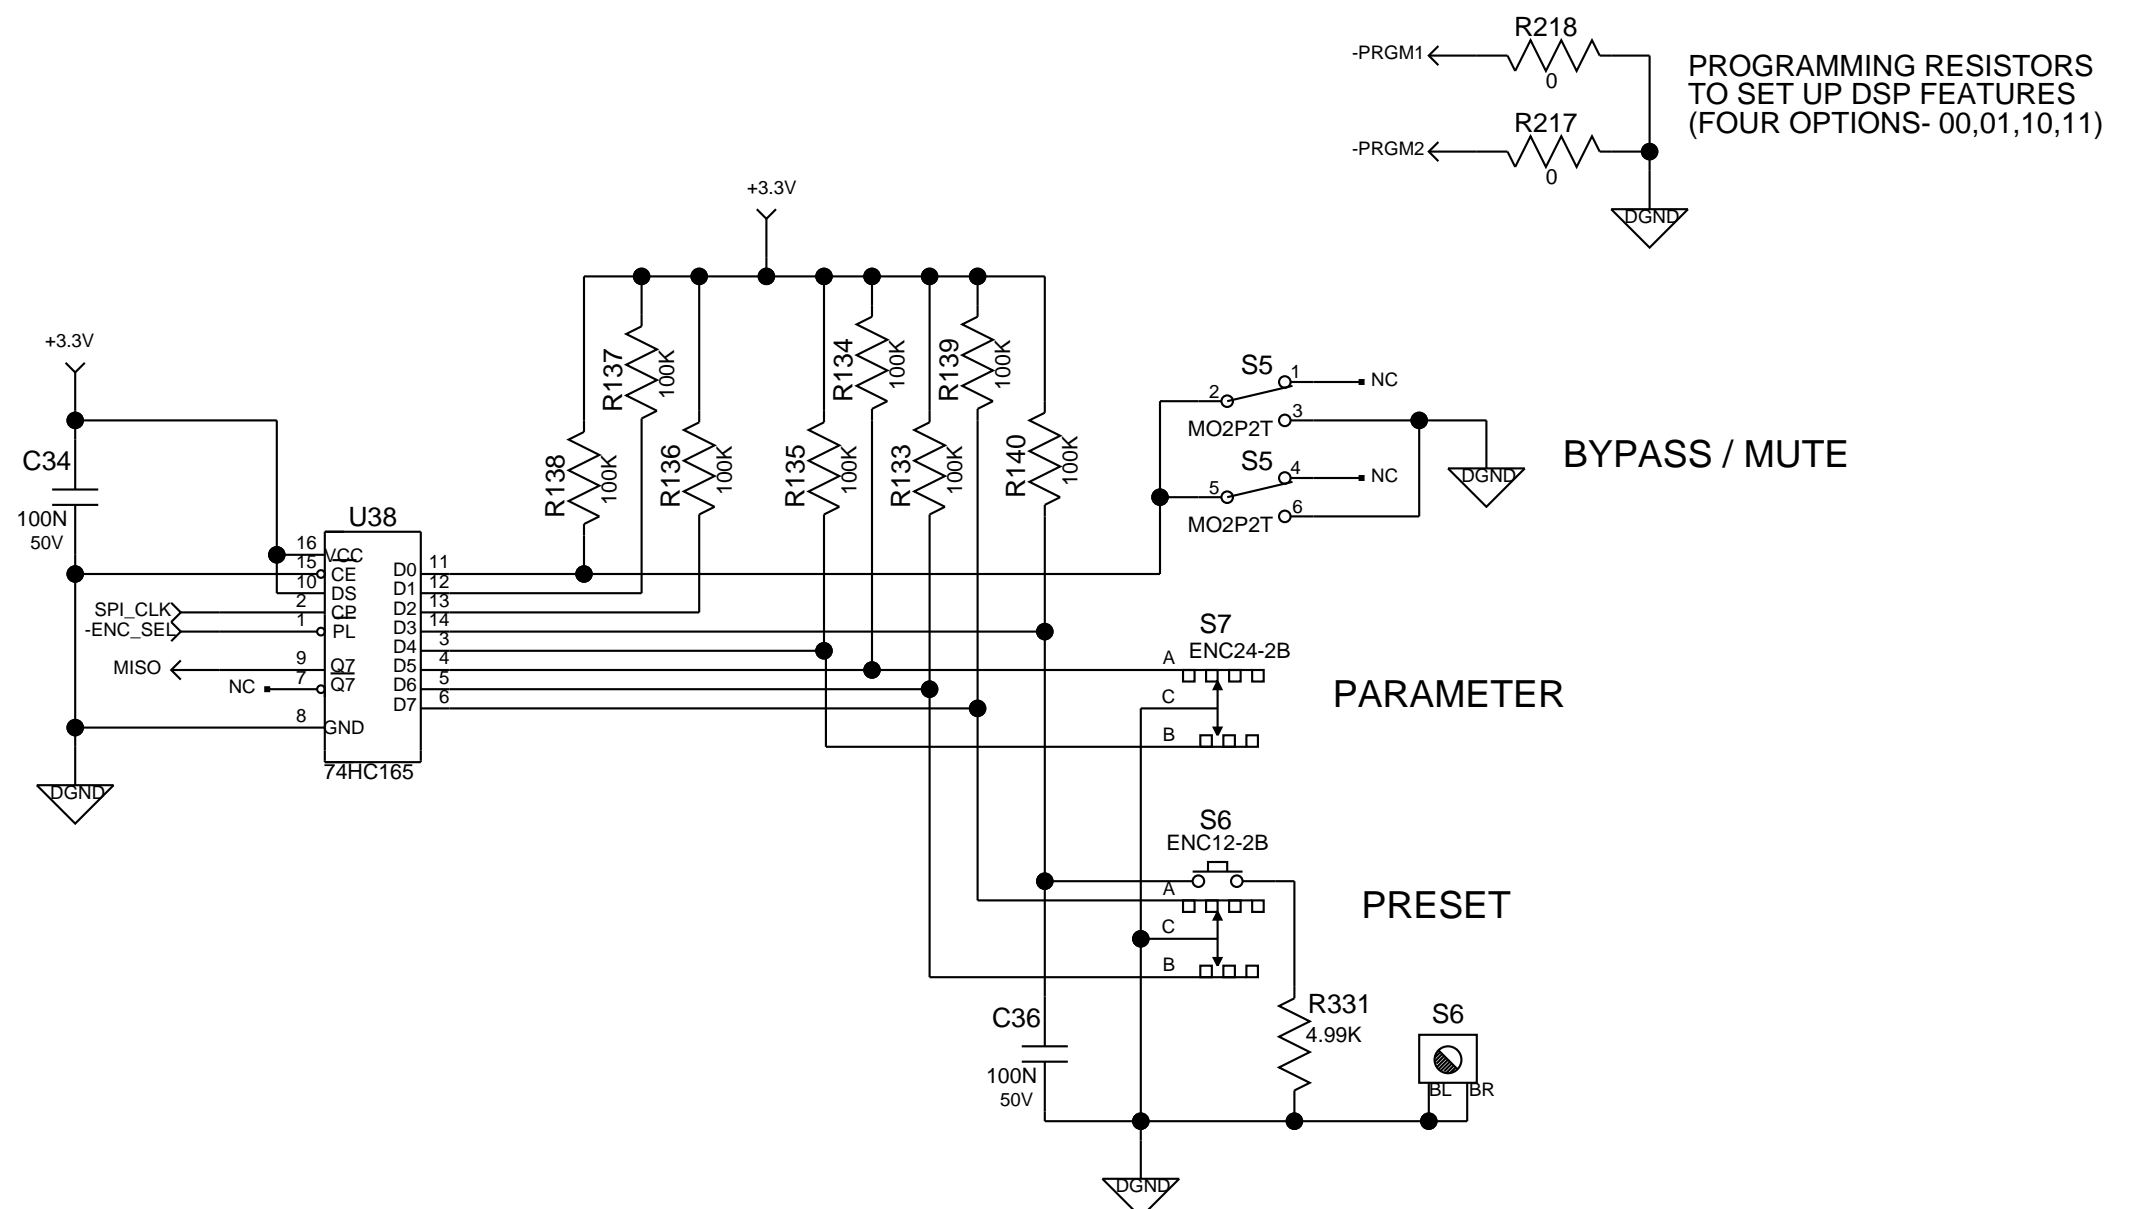 R218
-PRGM1
0
PROGRAMMING RESISTORS
TO SET UP DSP FEATURES
(FOUR OPTIONS- 00,01,10,11)
R217
-PRGM2
0
DGND
+3.3V
+3.3V
R137
100K
R134
100K
R139
100K
R138
100K
R136
100K
R135
100K
R133
100K
R140
100K
S5
1
NC
2
3
MO2P2T
S5
4
NC
5
6
MO2P2T
DGND
BYPASS / MUTE
C34
100N
50V
U38
16
VCC
15
CE
10
DS
SPI_CLK
2
CP
-ENC_SEL
1
PL
MISO
9
Q7
NC
7
Q7
8
GND
D0
11
D1
12
D2
13
D3
14
D4
3
D5
4
D6
5
D7
6
74HC165
DGND
S7
ENC24-2B
A
C
B
PARAMETER
S6
ENC12-2B
A
C
B
PRESET
C36
100N
50V
R331
4.99K
S6
BL
BR
DGND